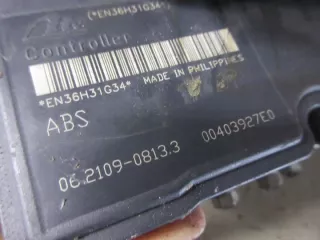 (*EN36H31G34*)
Controller
*EN36H31G34*
MADE IN PHILIPPINES
ABS
06.2109-0813.3
00403927E0